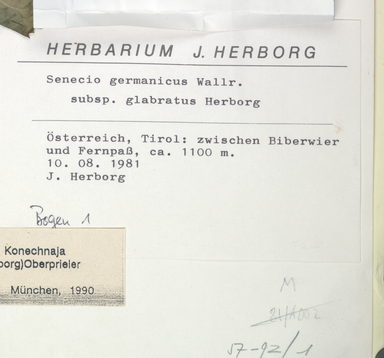 HERBARIUM J. HERBORG
Senecio germanicus Wallr.
subsp. glabratus Herborg
Österreich, Tirol: zwischen Biberwier
und Fernpaß, ca. 1100 m.
10. 08. 1981
J. Herborg
Bogen 1
Konechnaja
borg)Oberprieler
München, 1990
M
57-92/1